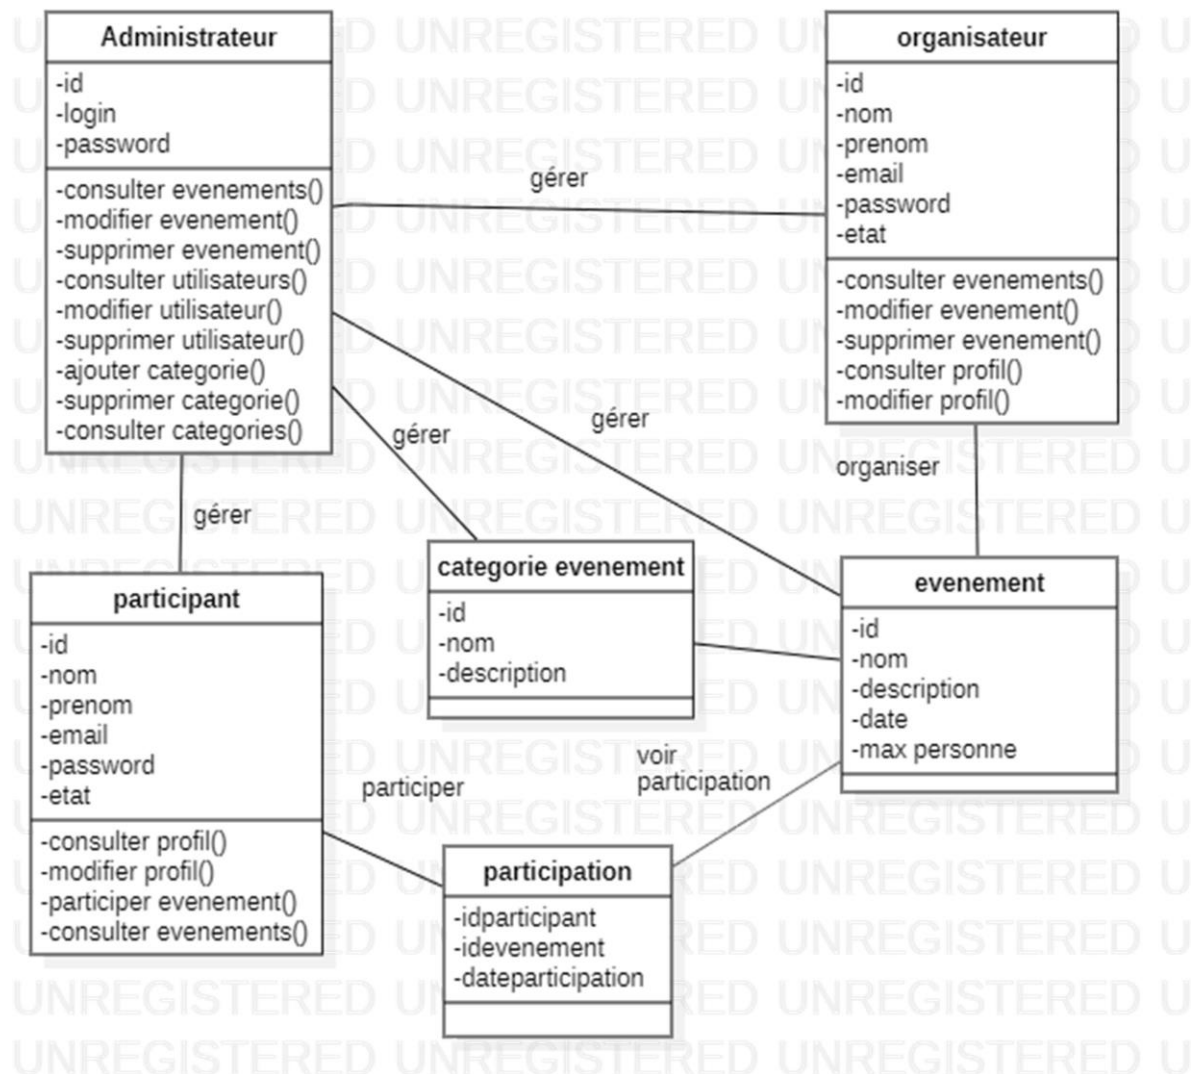 Administrateur
-id
-login
-password
-consulter evenements()
-modifier evenement()
-supprimer evenement()
-consulter utilisateurs()
-modifier utilisateur()
-supprimer utilisateur()
-ajouter categorie()
-supprimer categorie()
-consulter categories()
gérer
organisateur
-id
-nom
-prenom
-email
-password
-etat
-consulter evenements()
-modifier evenement()
-supprimer evenement()
-consulter profil()
-modifier profil()
gérer
gérer
organiser
gérer
participant
-id
-nom
-prenom
-email
-password
-etat
-consulter profil()
-modifier profil()
-participer evenement()
-consulter evenements()
categorie evenement
-id
-nom
-description
evenement
-id
-nom
-description
-date
-max personne
participer
voir
participation
participation
-idparticipant
-idevenement
-dateparticipation
UNREGISTERED